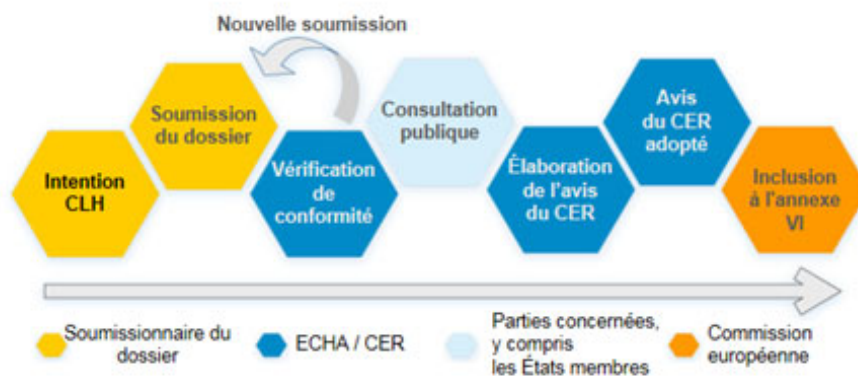 Nouvelle soumission
Intention
CLH
Soumission
du dossier
Vérification
de
conformité
Consultation
publique
Élaboration
de l'avis
du CER
Avis
du CER
adopté
Inclusion
á l'annexe
VI
Soumissionnaire du
dossier
ECHA / CER
Parties concernées,
y compris
les États membres
Commission
européenne